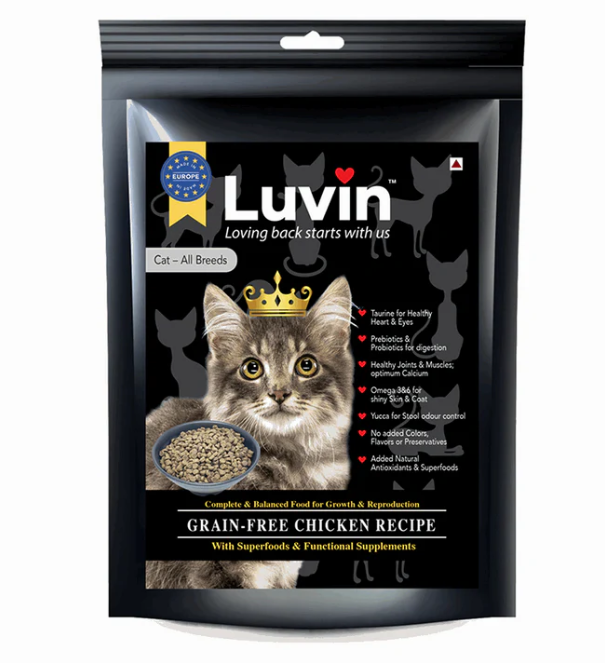 MADE IN
EUROPE
Luvin™
Loving back starts with us
Cat – All Breeds
Taurine for Healthy
Heart & Eyes
Prebiotics &
Probiotics for digestion
Healthy Joints & Muscles;
optimum Calcium
Omega 3&6 for
shiny Skin & Coat
Yucca for Stool odour control
No added Colors,
Flavors or Preservatives
Added Natural
Antioxidants & Superfoods
Complete & Balanced Food for Growth & Reproduction
GRAIN-FREE CHICKEN RECIPE
With Superfoods & Functional Supplements